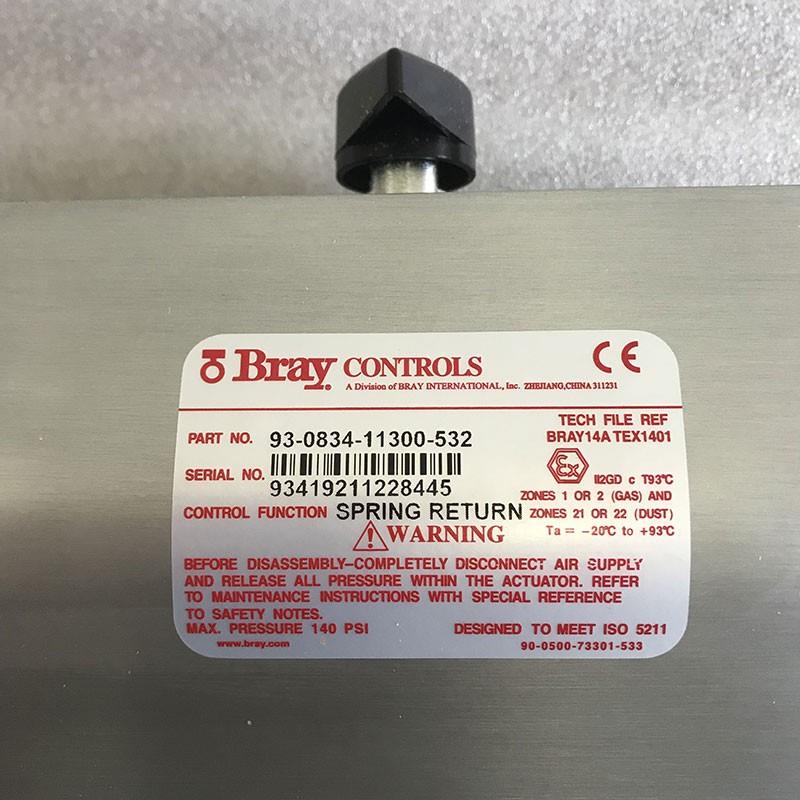 Bray CONTROLS
A Division of BRAY INTERNATIONAL, Inc. ZHEJIANG,CHINA 311231
CE
TECH FILE REF
BRAY14ATEX1401
PART NO. 93-0834-11300-532
Ex
II2GD c T93°C
SERIAL NO.
93419211228445
ZONES 1 OR 2 (GAS) AND
CONTROL FUNCTION SPRING RETURN
ZONES 21 OR 22 (DUST)
Ta = -20°C to +93°C
WARNING
BEFORE DISASSEMBLY-COMPLETELY DISCONNECT AIR SUPPLY
AND RELEASE ALL PRESSURE WITHIN THE ACTUATOR. REFER
TO MAINTENANCE INSTRUCTIONS WITH SPECIAL REFERENCE
TO SAFETY NOTES.
MAX. PRESSURE 140 PSI DESIGNED TO MEET ISO 5211
www.bray.com 90-0500-73301-533